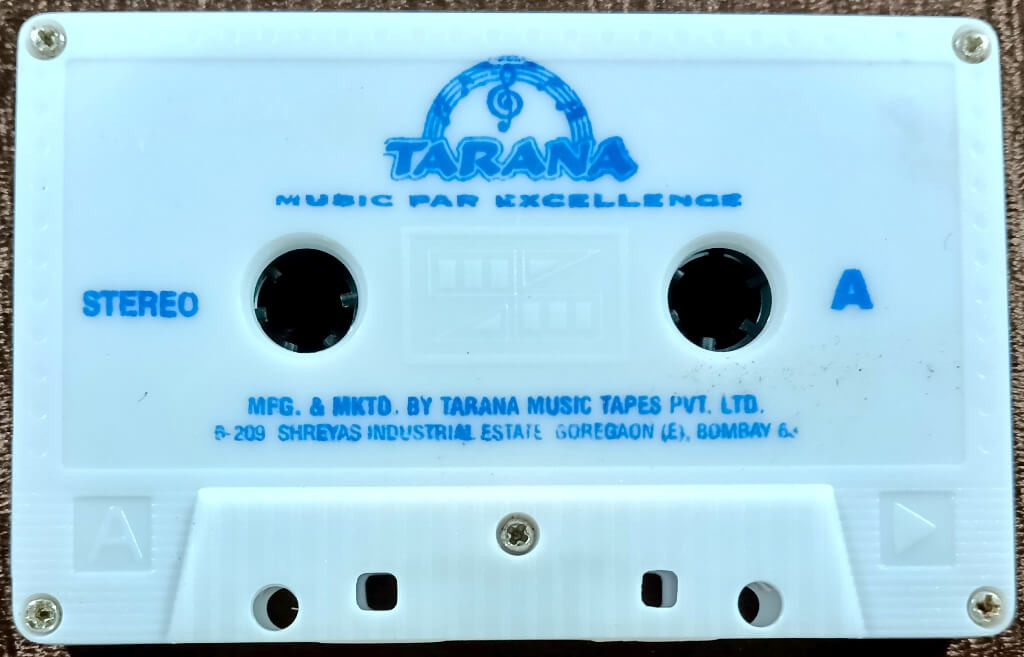 TARANA
MUSIC PAR EXCELLENCE
STEREO
A
MFG. & MKTD. BY TARANA MUSIC TAPES PVT. LTD.
209 SHREYAS INDUSTRIAL ESTATE GOREGAON (E), BOMBAY
A